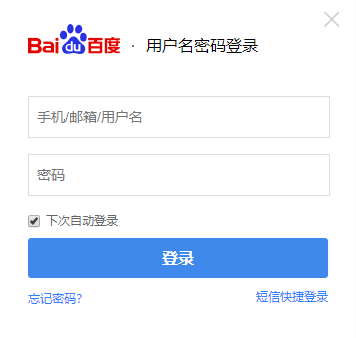 Bai du 百度 · 用户名密码登录
手机/邮箱/用户名
密码
下次自动登录
登录
忘记密码? 短信快捷登录